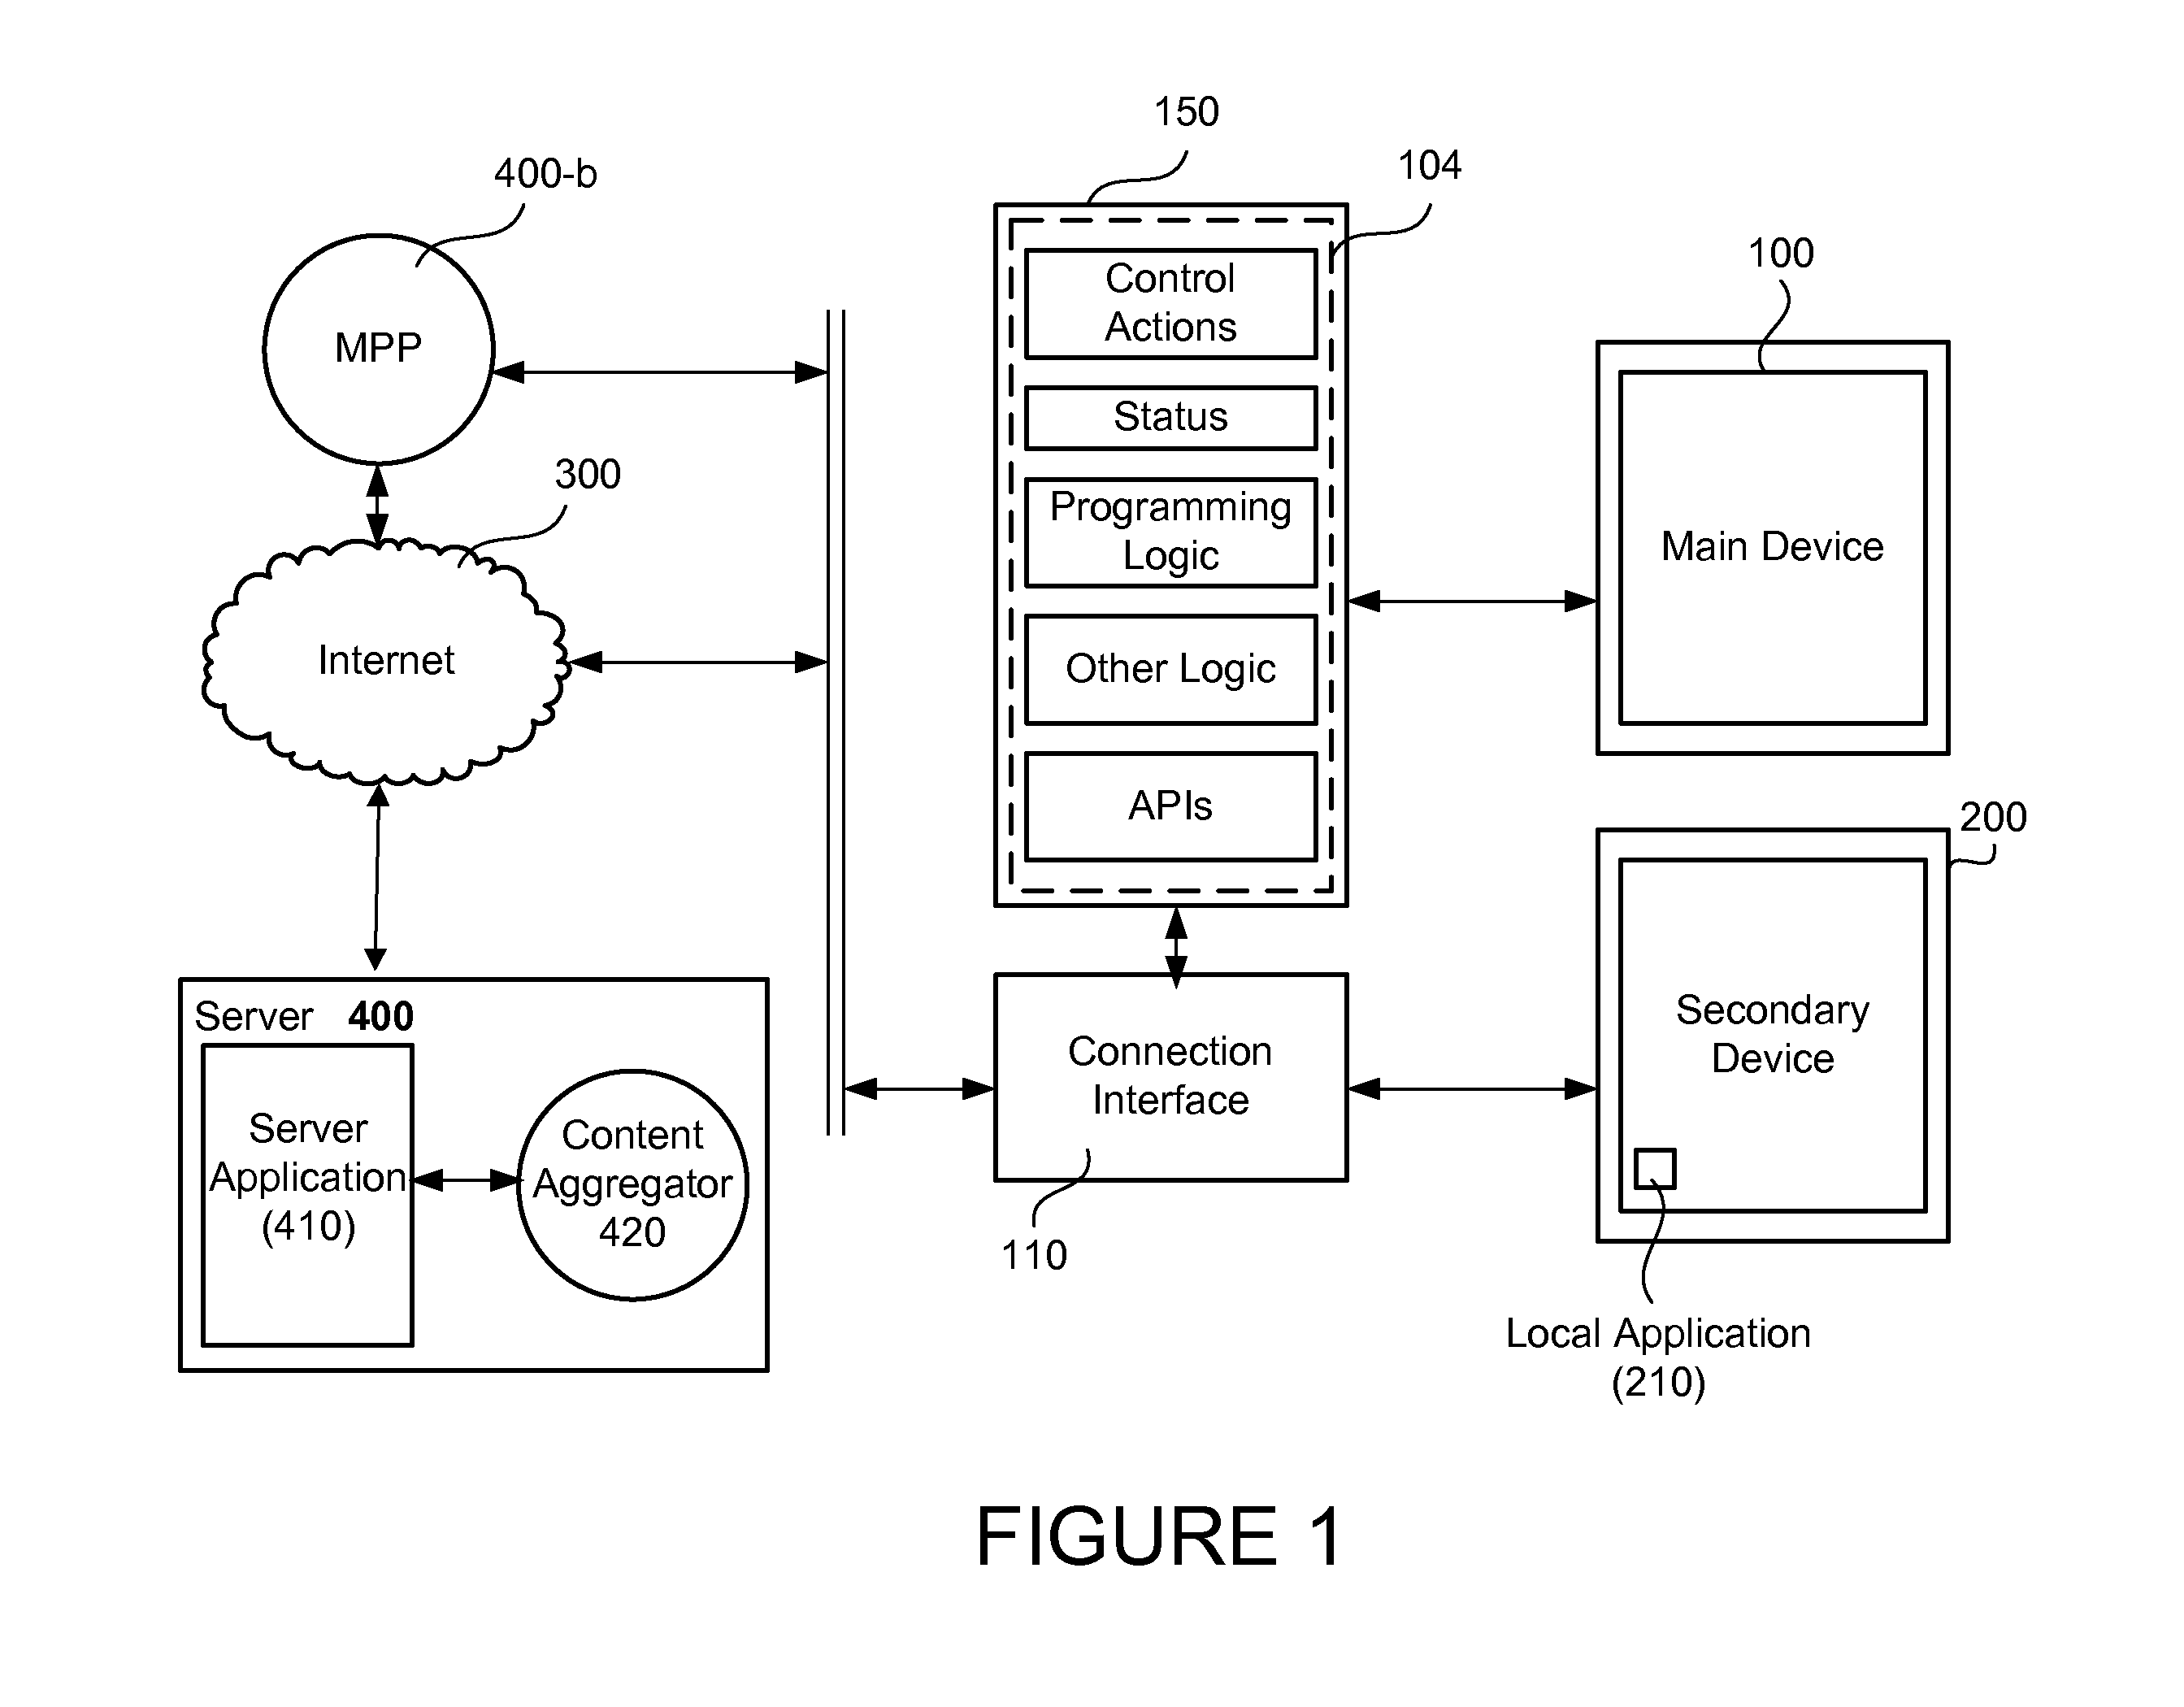 150
400-b
104
100
MPP
Control
Actions
Status
300
Programming
Logic
Main Device
Internet
Other Logic
APIs
200
Server 400
Server
Application
(410)
Content
Aggregator
420
Connection
Interface
110
Secondary
Device
Local Application
(210)
FIGURE 1